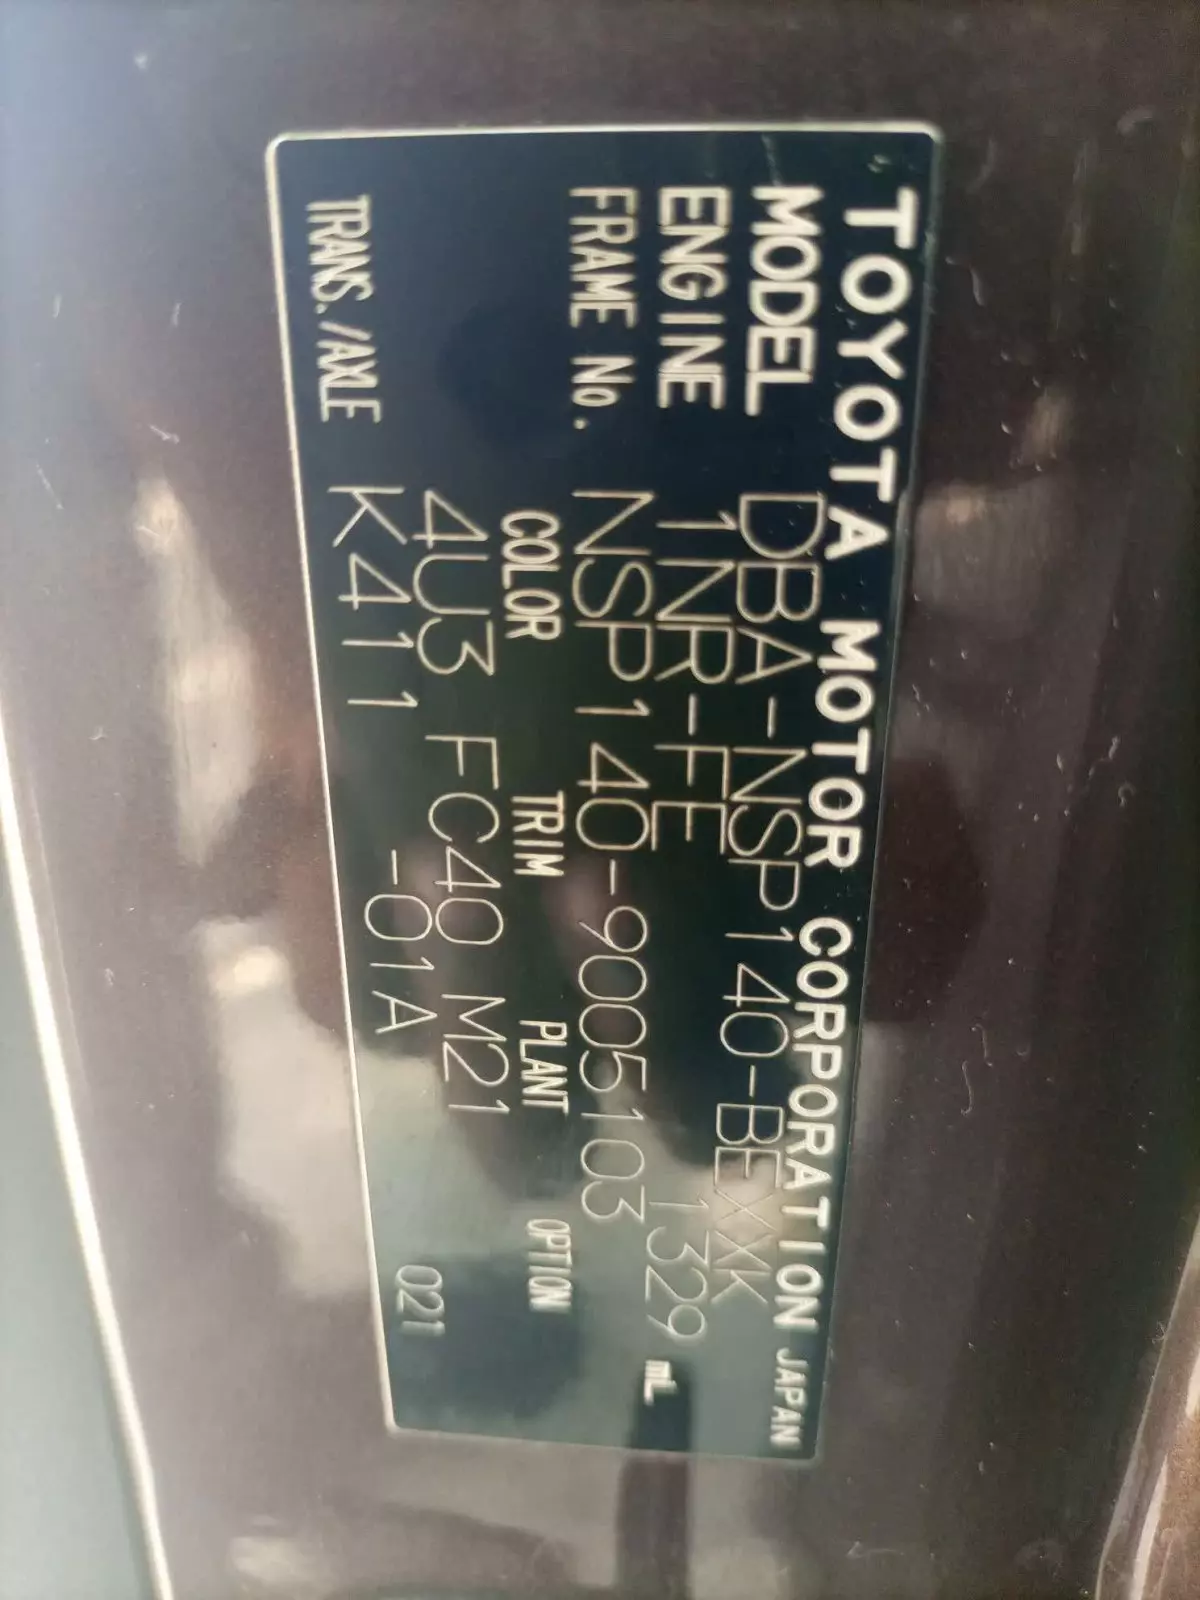 TOYOTA MOTOR CORPORATION JAPAN
MODEL DBA-NSP140-BEXXK
ENGINE 1NR-FE 1329 mL
FRAME No. NSP140-9005103
COLOR TRIM PLANT OPTION
4U3 FC40 M21
TRANS./AXLE K411 -01A Q21